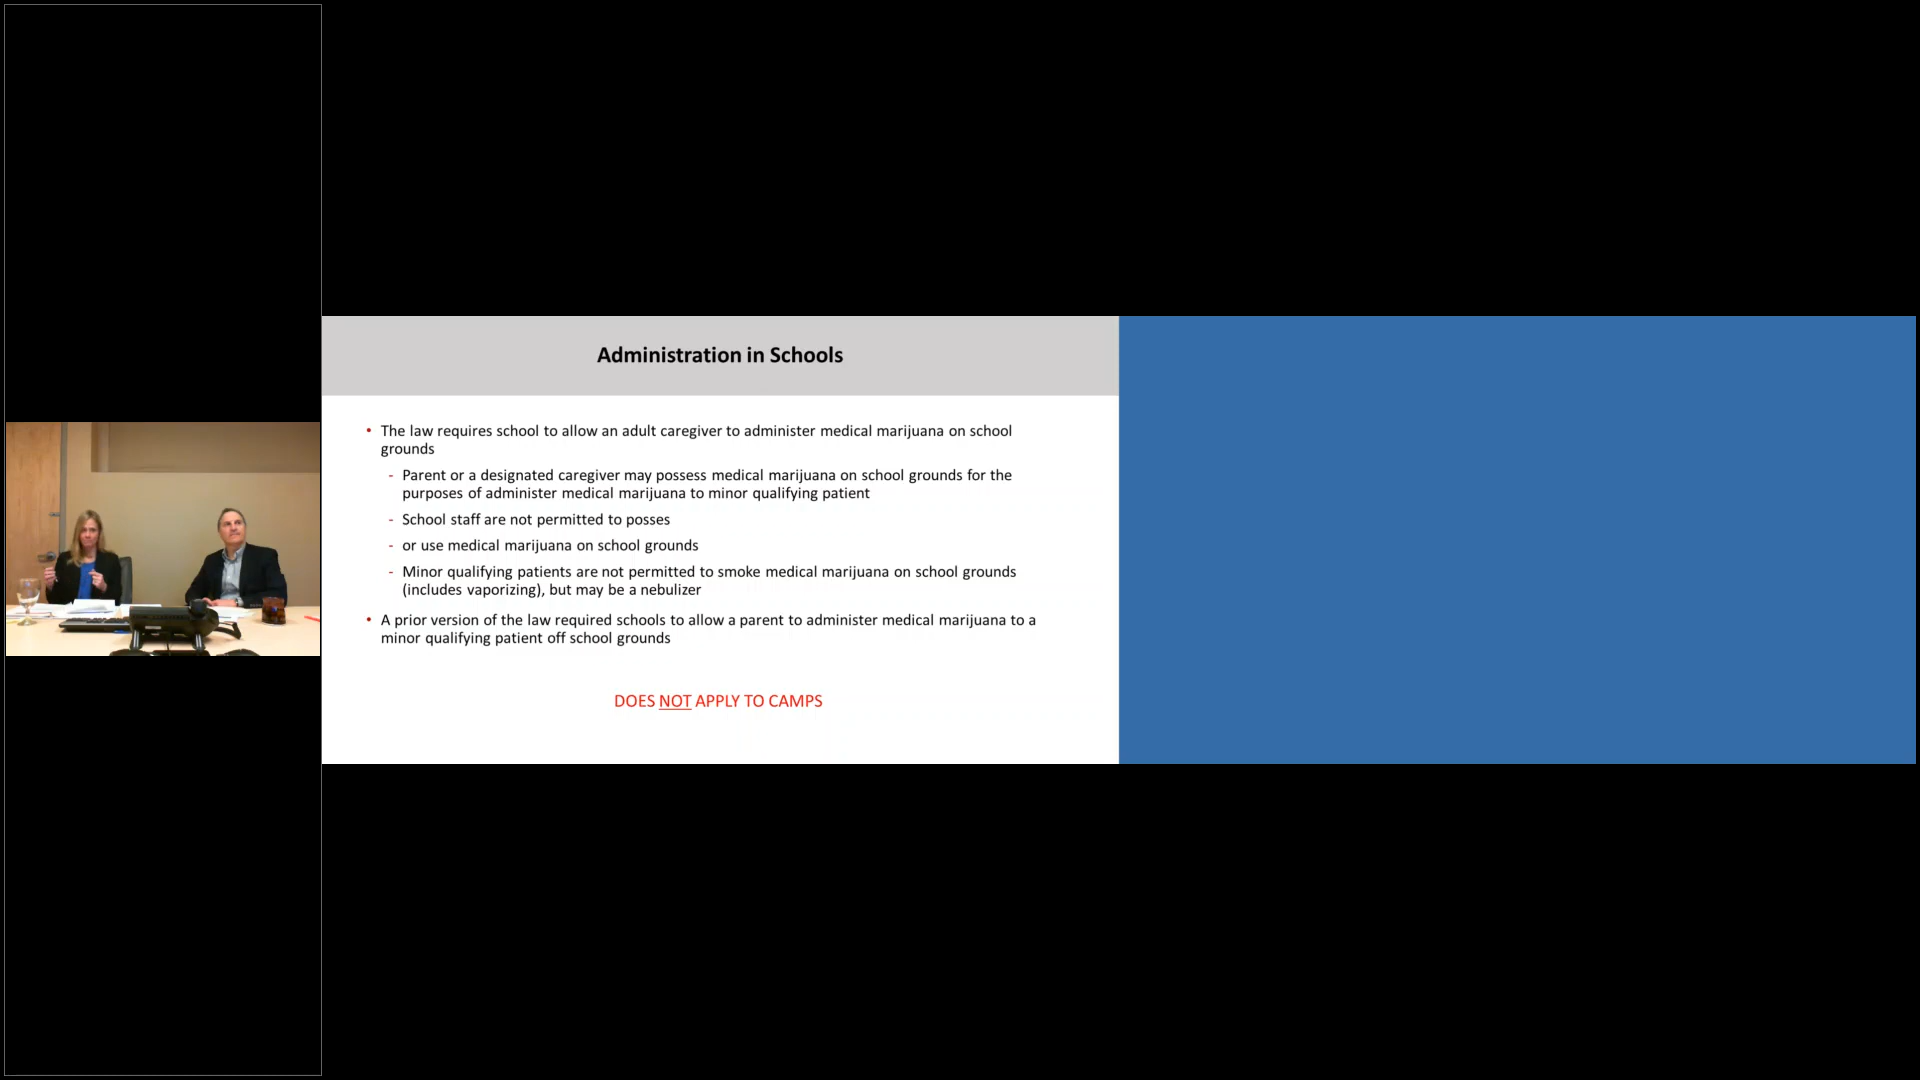 Administration in Schools
• The law requires school to allow an adult caregiver to administer medical marijuana on school
grounds
- Parent or a designated caregiver may possess medical marijuana on school grounds for the
purposes of administer medical marijuana to minor qualifying patient
- School staff are not permitted to posses
- or use medical marijuana on school grounds
- Minor qualifying patients are not permitted to smoke medical marijuana on school grounds
(includes vaporizing), but may be a nebulizer
• A prior version of the law required schools to allow a parent to administer medical marijuana to a
minor qualifying patient off school grounds
DOES NOT APPLY TO CAMPS